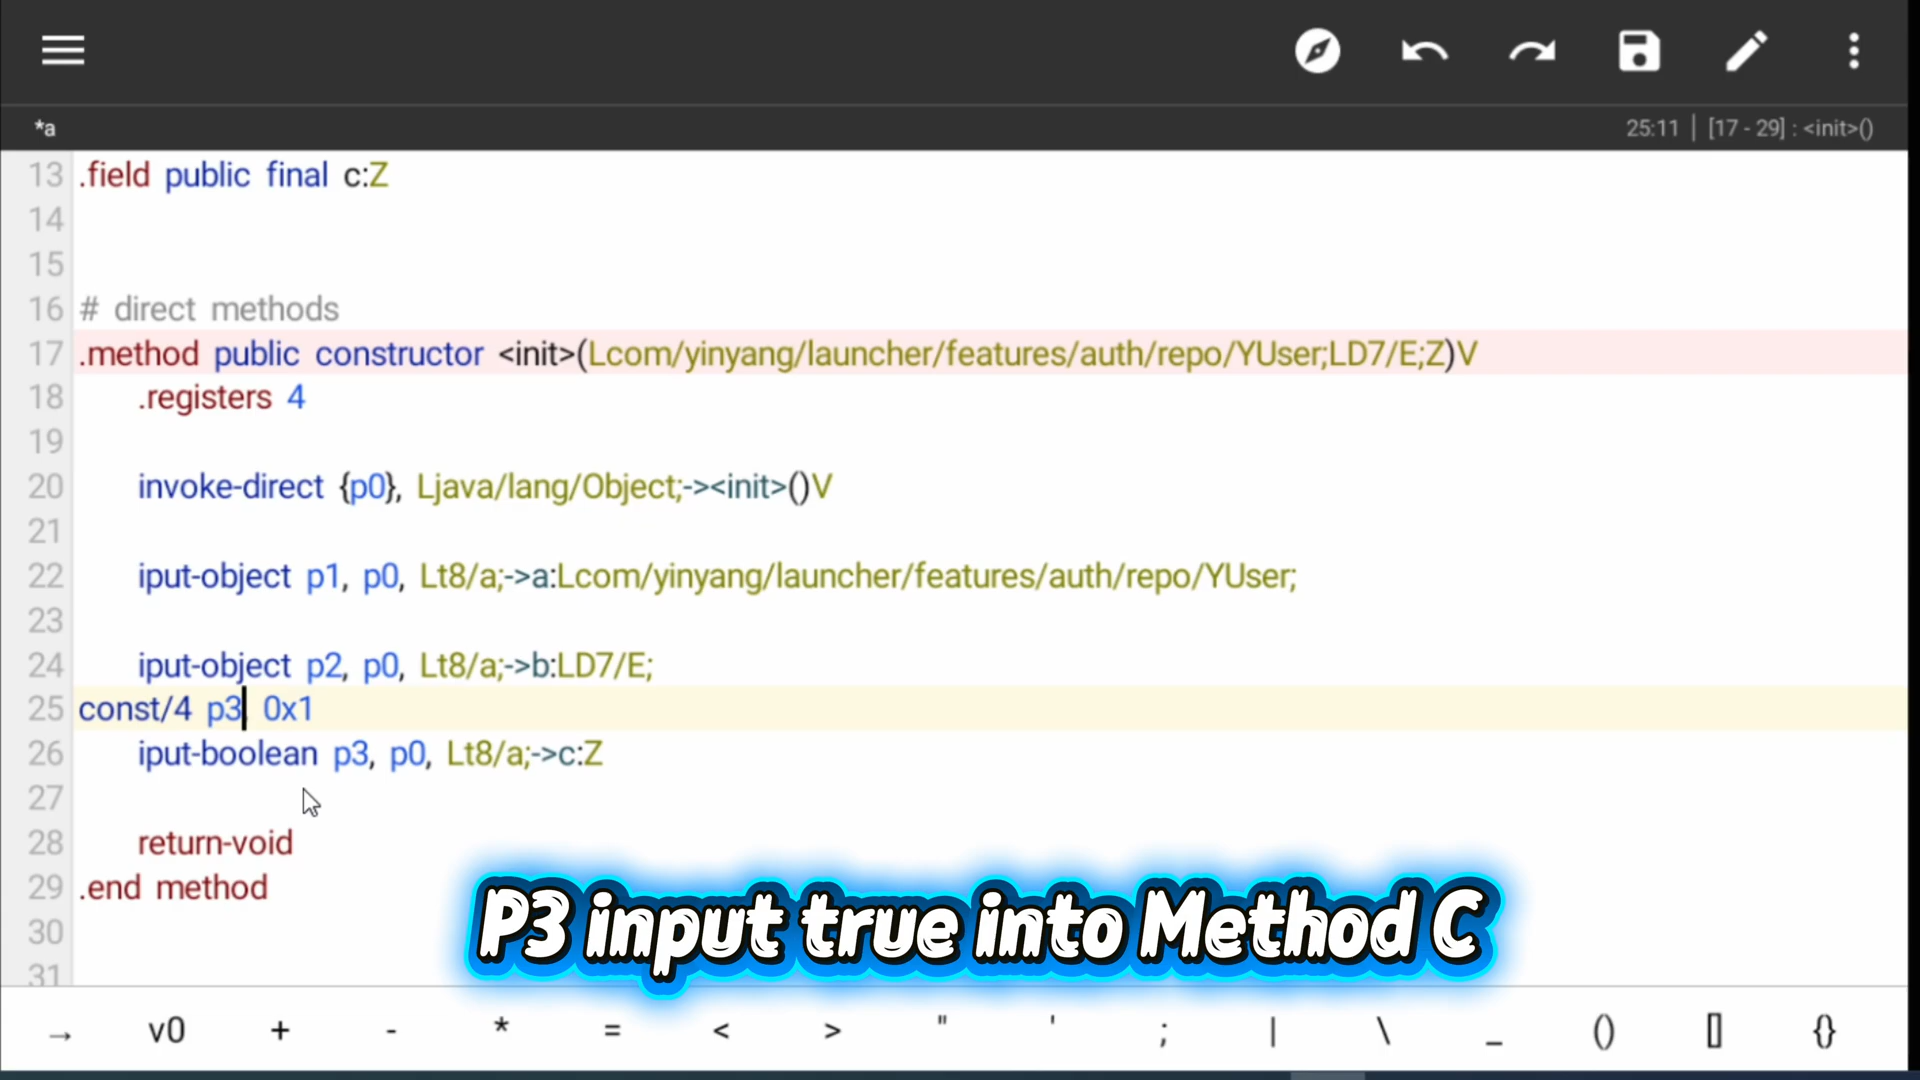 *a
25:11 | [17 - 29] : <init>()
13 .field public final c:Z
14
15
16 # direct methods
17 .method public constructor <init>(Lcom/yinyang/launcher/features/auth/repo/YUser;LD7/E;Z)V
18 .registers 4
19
20 invoke-direct {p0}, Ljava/lang/Object;-><init>()V
21
22 iput-object p1, p0, Lt8/a;->a:Lcom/yinyang/launcher/features/auth/repo/YUser;
23
24 iput-object p2, p0, Lt8/a;->b:LD7/E;
25 const/4 p3 0x1
26 iput-boolean p3, p0, Lt8/a;->c:Z
27
28 return-void
29 .end method
30
31
P3 input true into Method C
→ v0 + - * = < > " ' ; | \ _ () [] {}